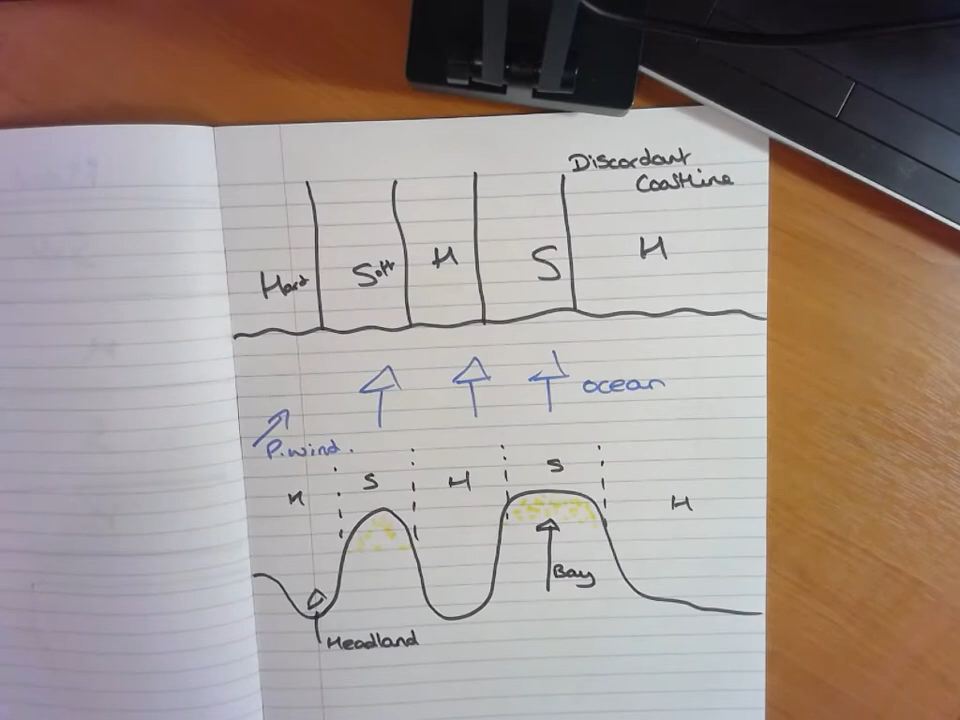 Discordant
Coastline
Hard
Soft
H
S
H
ocean
P.wind.
H
S
H
S
H
Bay
Headland